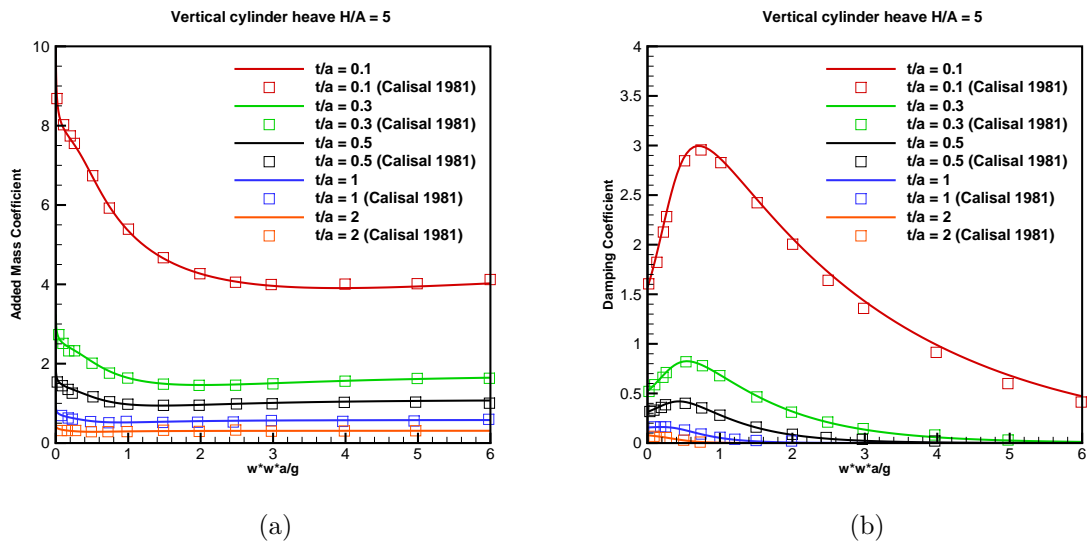 Vertical cylinder heave H/A = 5
Added Mass Coefficient
10
8
6
4
2
0
0
1
2
3
4
5
6
w*w*a/g
t/a = 0.1
t/a = 0.1 (Calisal 1981)
t/a = 0.3
t/a = 0.3 (Calisal 1981)
t/a = 0.5
t/a = 0.5 (Calisal 1981)
t/a = 1
t/a = 1 (Calisal 1981)
t/a = 2
t/a = 2 (Calisal 1981)
(a)
Vertical cylinder heave H/A = 5
Damping Coefficient
4
3.5
3
2.5
2
1.5
1
0.5
0
0
1
2
3
4
5
6
w*w*a/g
t/a = 0.1
t/a = 0.1 (Calisal 1981)
t/a = 0.3
t/a = 0.3 (Calisal 1981)
t/a = 0.5
t/a = 0.5 (Calisal 1981)
t/a = 1
t/a = 1 (Calisal 1981)
t/a = 2
t/a = 2 (Calisal 1981)
(b)